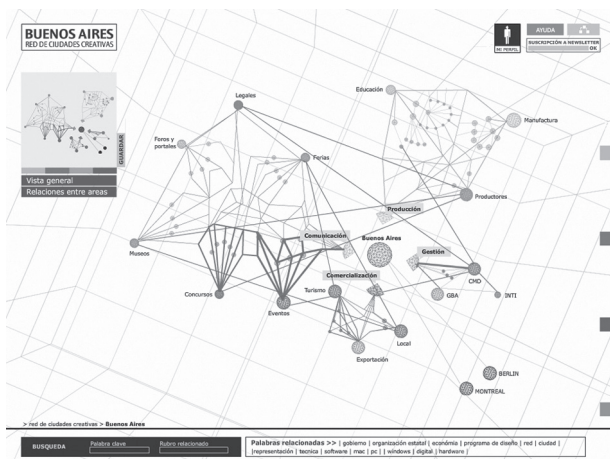 BUENOS AIRES
RED DE CIUDADES CREATIVAS
MI PERFIL
AYUDA
SUSCRIPCIÓN A NEWSLETTER
OK
GUARDAR
Vista general
Relaciones entre areas
Legales
Educación
Manufactura
Foros y
portales
Ferias
Productores
Producción
Comunicación
Buenos Aires
Gestión
Museos
Comercialización
CMD
Concursos
Turismo
GBA
INTI
Eventos
Local
Exportación
BERLIN
MONTREAL
> red de ciudades creativas > Buenos Aires
BUSQUEDA
Palabra clave
Rubro relacionado
Palabras relacionadas >> | gobierno | organización estatal | económia | programa de diseño | red | ciudad |
|representación | tecnica | software | mac | pc | | windows | digital | hardware |